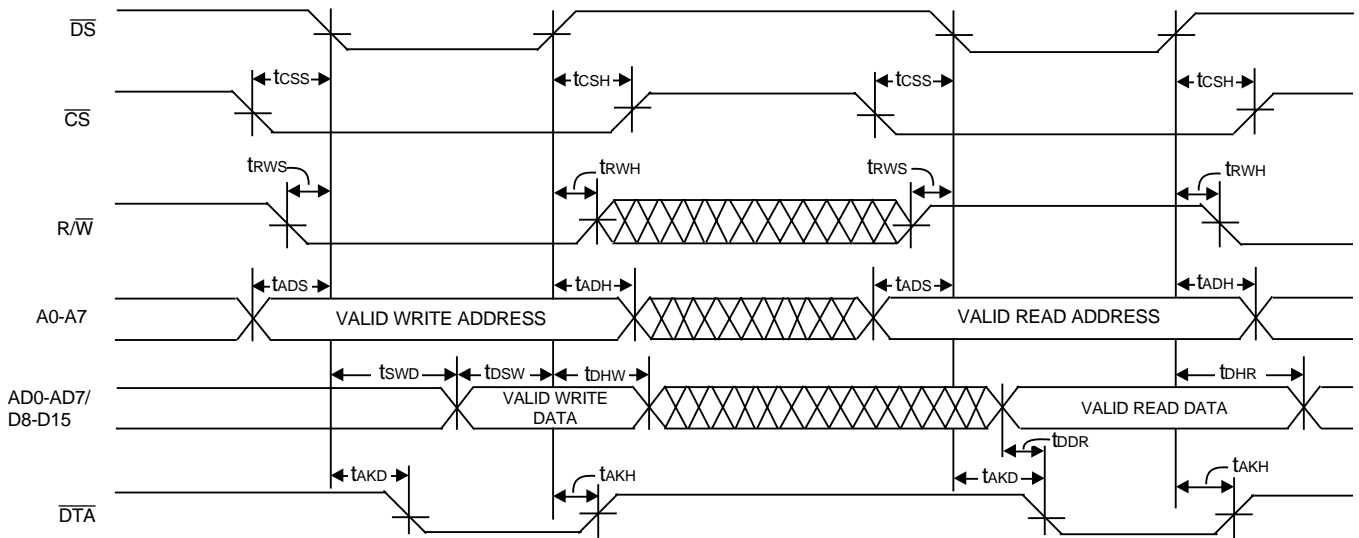 DS
tCSS tCSH tCSS tCSH
CS
tRWS tRWH tRWS tRWH
R/W
tADS tADH tADS tADH
A0-A7 VALID WRITE ADDRESS VALID READ ADDRESS
tSWD tDSW tDHW tDHR
AD0-AD7/
D8-D15
VALID WRITE
DATA
VALID READ DATA
tDDR
tAKD tAKH tAKD tAKH
DTA